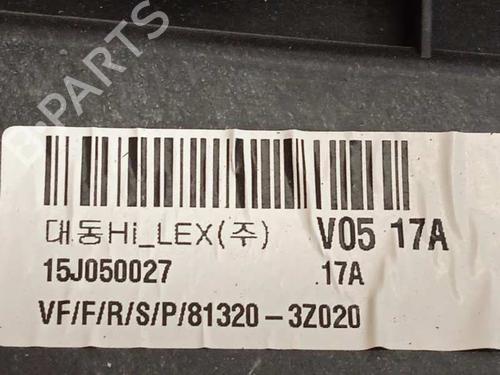 B-PARTS
대동Hi_LEX(주) V05 17A
15J050027 .17A
VF/F/R/S/P/81320-3Z020